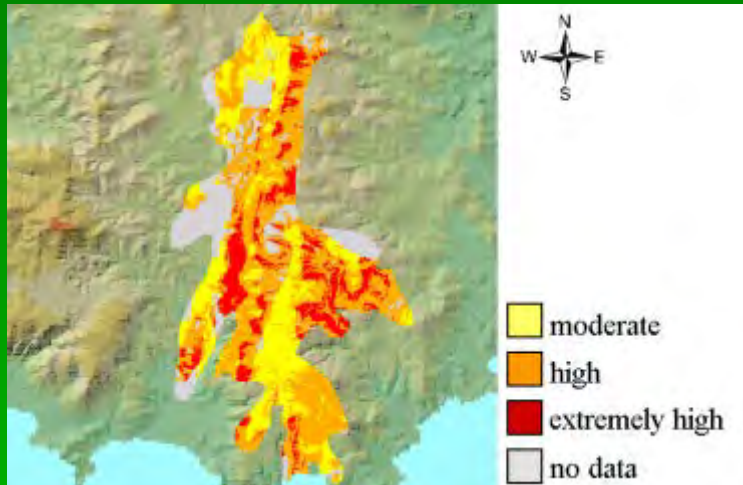 N
W E
S
moderate
high
extremely high
no data